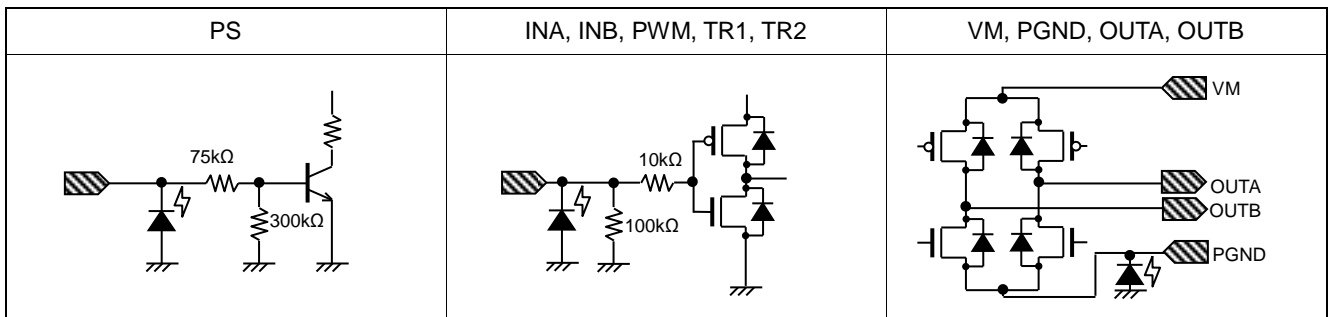 PS
INA, INB, PWM, TR1, TR2
VM, PGND, OUTA, OUTB
75kΩ
300kΩ
10kΩ
100kΩ
VM
OUTA
OUTB
PGND